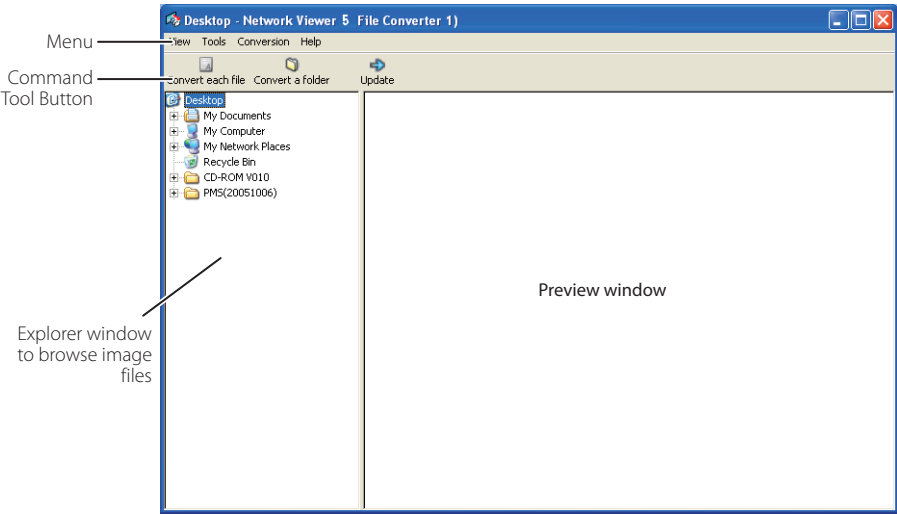 Desktop - Network Viewer 5 File Converter 1)
Menu
View Tools Conversion Help
Command
Tool Button
Convert each file Convert a folder Update
Desktop
My Documents
My Computer
My Network Places
Recycle Bin
CD-ROM V010
PMS(20051006)
Preview window
Explorer window
to browse image
files